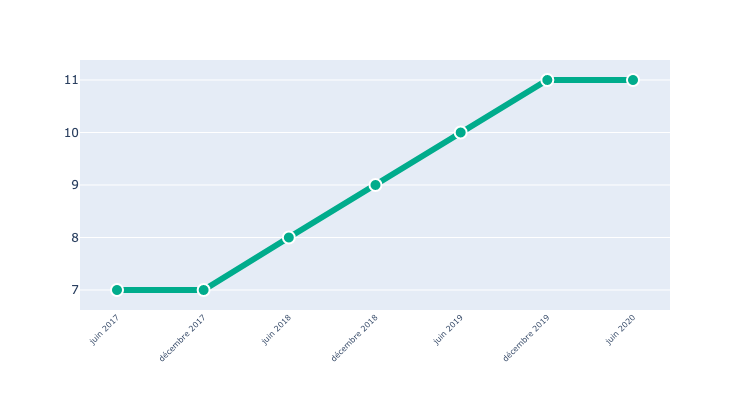 11
10
9
8
7
juin 2017
décembre 2017
juin 2018
décembre 2018
juin 2019
décembre 2019
juin 2020